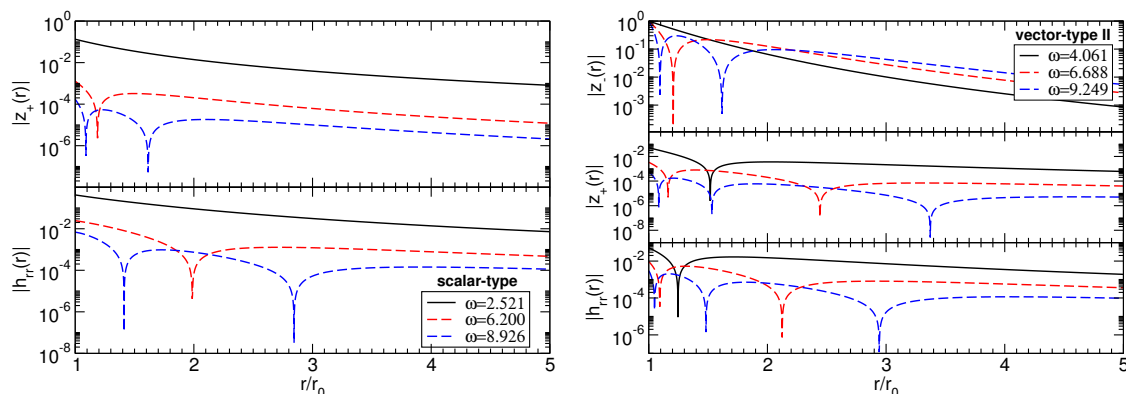 10^0
10^-2
10^-4
10^-6
|z_+(r)|
10^-2
10^-4
10^-6
10^-8
|h_rr(r)|
scalar-type
ω=2.521
ω=6.200
ω=8.926
1 2 3 4 5
r/r_0
10^0
10^-1
10^-2
10^-3
|z_-(r)|
vector-type II
ω=4.061
ω=6.688
ω=9.249
10^-2
10^-4
10^-6
|z_+(r)|
10^-2
10^-4
10^-6
|h_rr(r)|
1 2 3 4 5
r/r_0